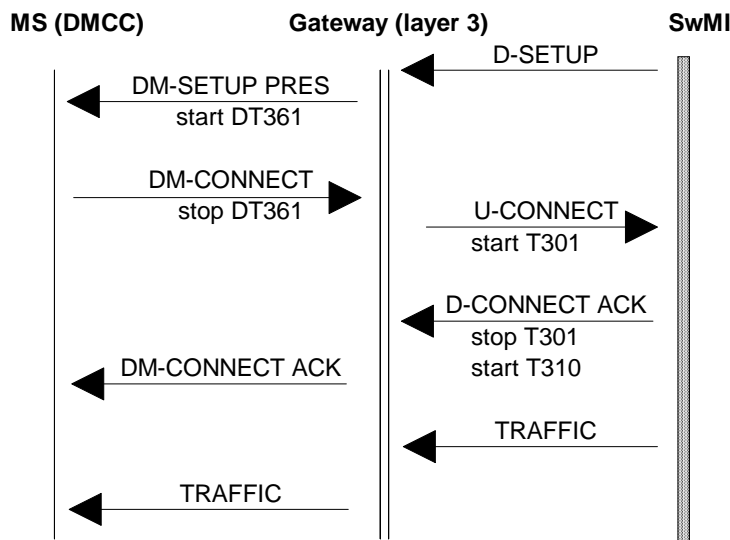 MS (DMCC) Gateway (layer 3) SwMI
D-SETUP
DM-SETUP PRES
start DT361
DM-CONNECT
stop DT361
U-CONNECT
start T301
D-CONNECT ACK
stop T301
start T310
DM-CONNECT ACK
TRAFFIC
TRAFFIC